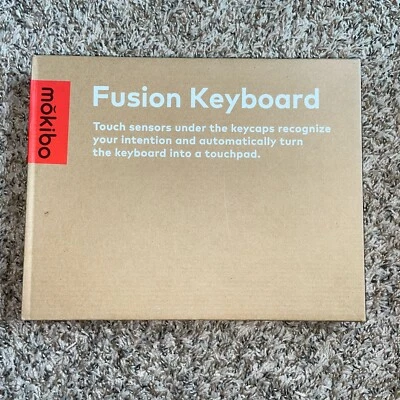 mokibo
Fusion Keyboard
Touch sensors under the keycaps recognize
your intention and automatically turn
the keyboard into a touchpad.